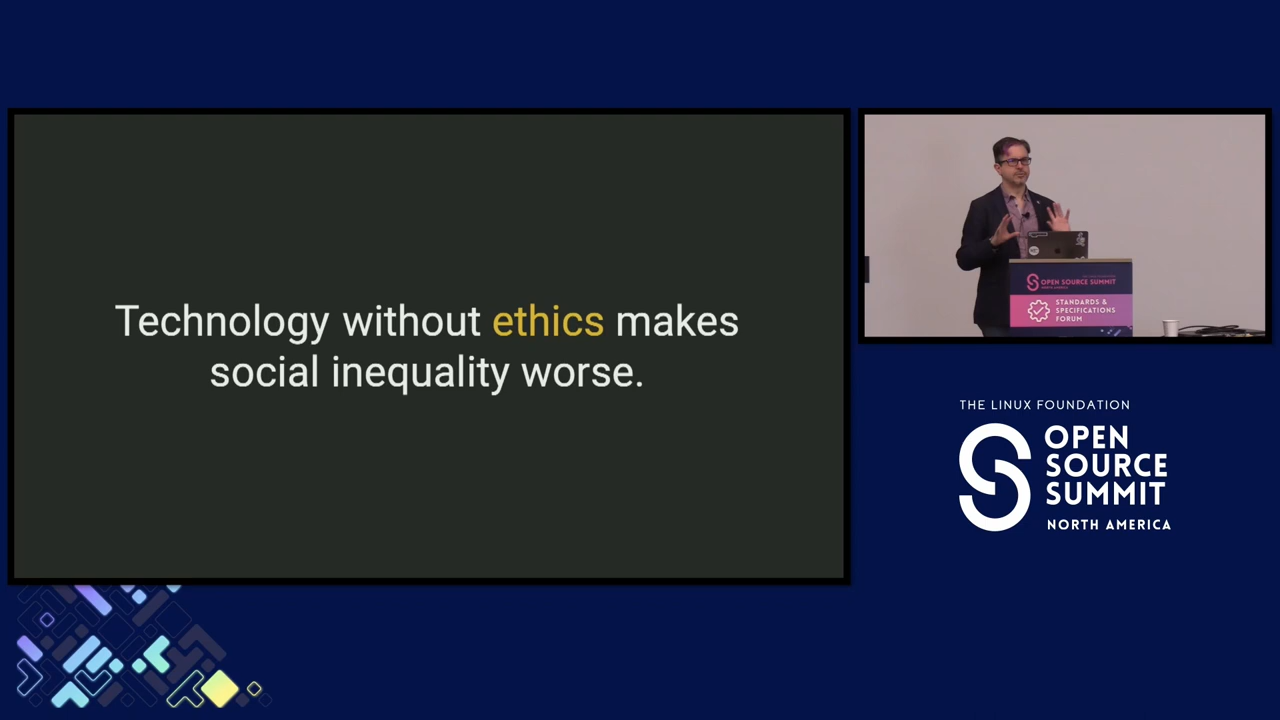 Technology without ethics makes
social inequality worse.
OPEN SOURCE SUMMIT
STANDARDS &
SPECIFICATIONS
FORUM
THE LINUX FOUNDATION
OPEN
SOURCE
SUMMIT
NORTH AMERICA